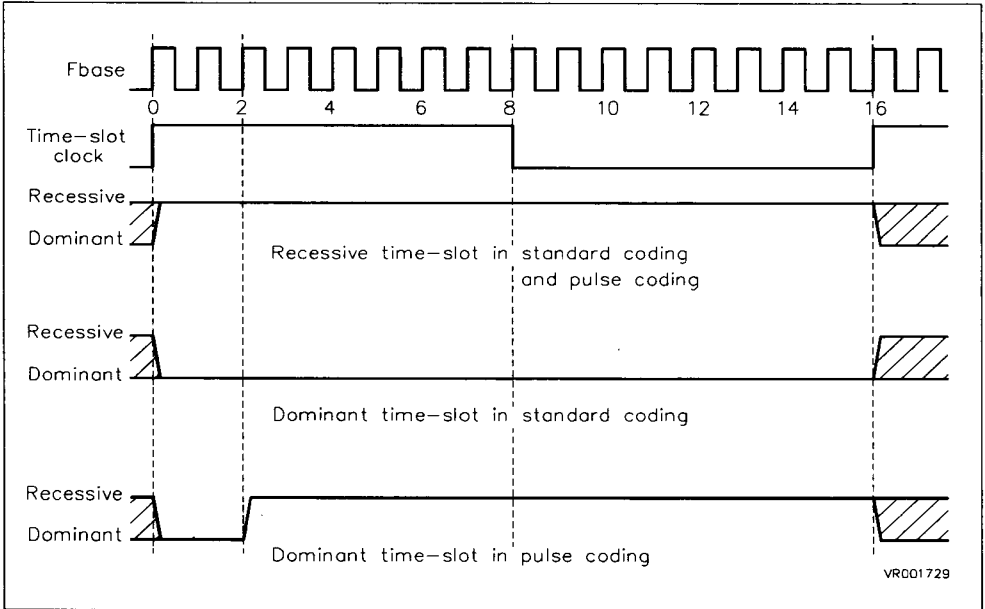 Fbase
0 2 4 6 8 10 12 14 16
Time-slot
clock
Recessive
Dominant
Recessive time-slot in standard coding
and pulse coding
Recessive
Dominant
Dominant time-slot in standard coding
Recessive
Dominant
Dominant time-slot in pulse coding
VR001729